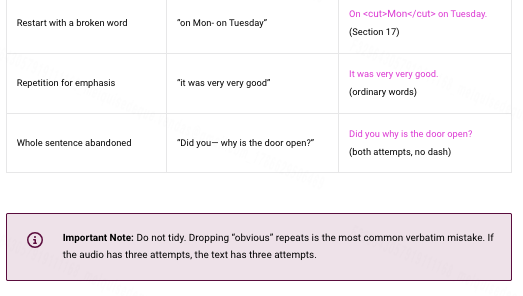 Restart with a broken word
“on Mon- on Tuesday”
On <cut>Mon</cut> on Tuesday.
(Section 17)
Repetition for emphasis
“it was very very good”
It was very very good.
(ordinary words)
Whole sentence abandoned
“Did you— why is the door open?”
Did you why is the door open?
(both attempts, no dash)
Important Note: Do not tidy. Dropping “obvious” repeats is the most common verbatim mistake. If
the audio has three attempts, the text has three attempts.